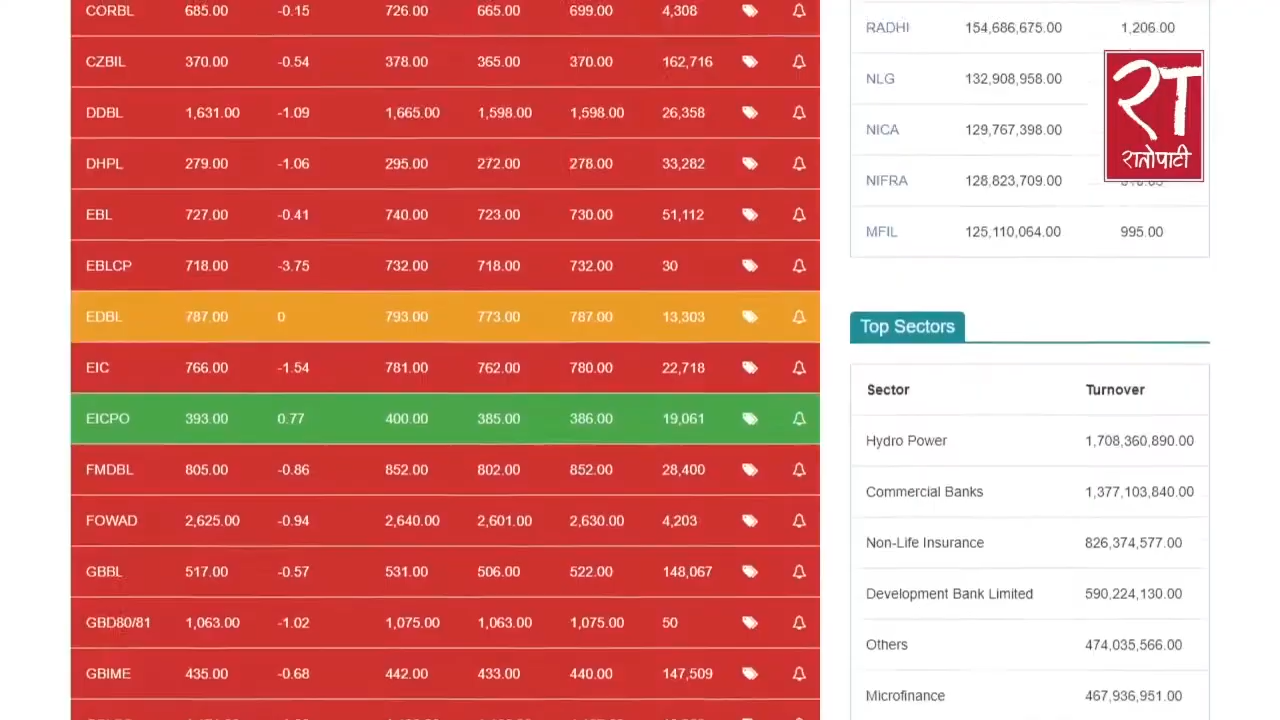 CORBL 685.00 -0.15 726.00 665.00 699.00 4,308
CZBIL 370.00 -0.54 378.00 365.00 370.00 162,716
DDBL 1,631.00 -1.09 1,665.00 1,598.00 1,598.00 26,358
DHPL 279.00 -1.06 295.00 272.00 278.00 33,282
EBL 727.00 -0.41 740.00 723.00 730.00 51,112
EBLCP 718.00 -3.75 732.00 718.00 732.00 30
EDBL 787.00 0 793.00 773.00 787.00 13,303
EIC 766.00 -1.54 781.00 762.00 780.00 22,718
EICPO 393.00 0.77 400.00 385.00 386.00 19,061
FMDBL 805.00 -0.86 852.00 802.00 852.00 28,400
FOWAD 2,625.00 -0.94 2,640.00 2,601.00 2,630.00 4,203
GBBL 517.00 -0.57 531.00 506.00 522.00 148,067
GBD80/81 1,063.00 -1.02 1,075.00 1,063.00 1,075.00 50
GBIME 435.00 -0.68 442.00 433.00 440.00 147,509
RADHI 154,686,675.00 1,206.00
NLG 132,908,958.00
NICA 129,767,398.00
NIFRA 128,823,709.00
MFIL 125,110,064.00 995.00
रा
रातोपाटी
Top Sectors
Sector Turnover
Hydro Power 1,708,360,890.00
Commercial Banks 1,377,103,840.00
Non-Life Insurance 826,374,577.00
Development Bank Limited 590,224,130.00
Others 474,035,566.00
Microfinance 467,936,951.00